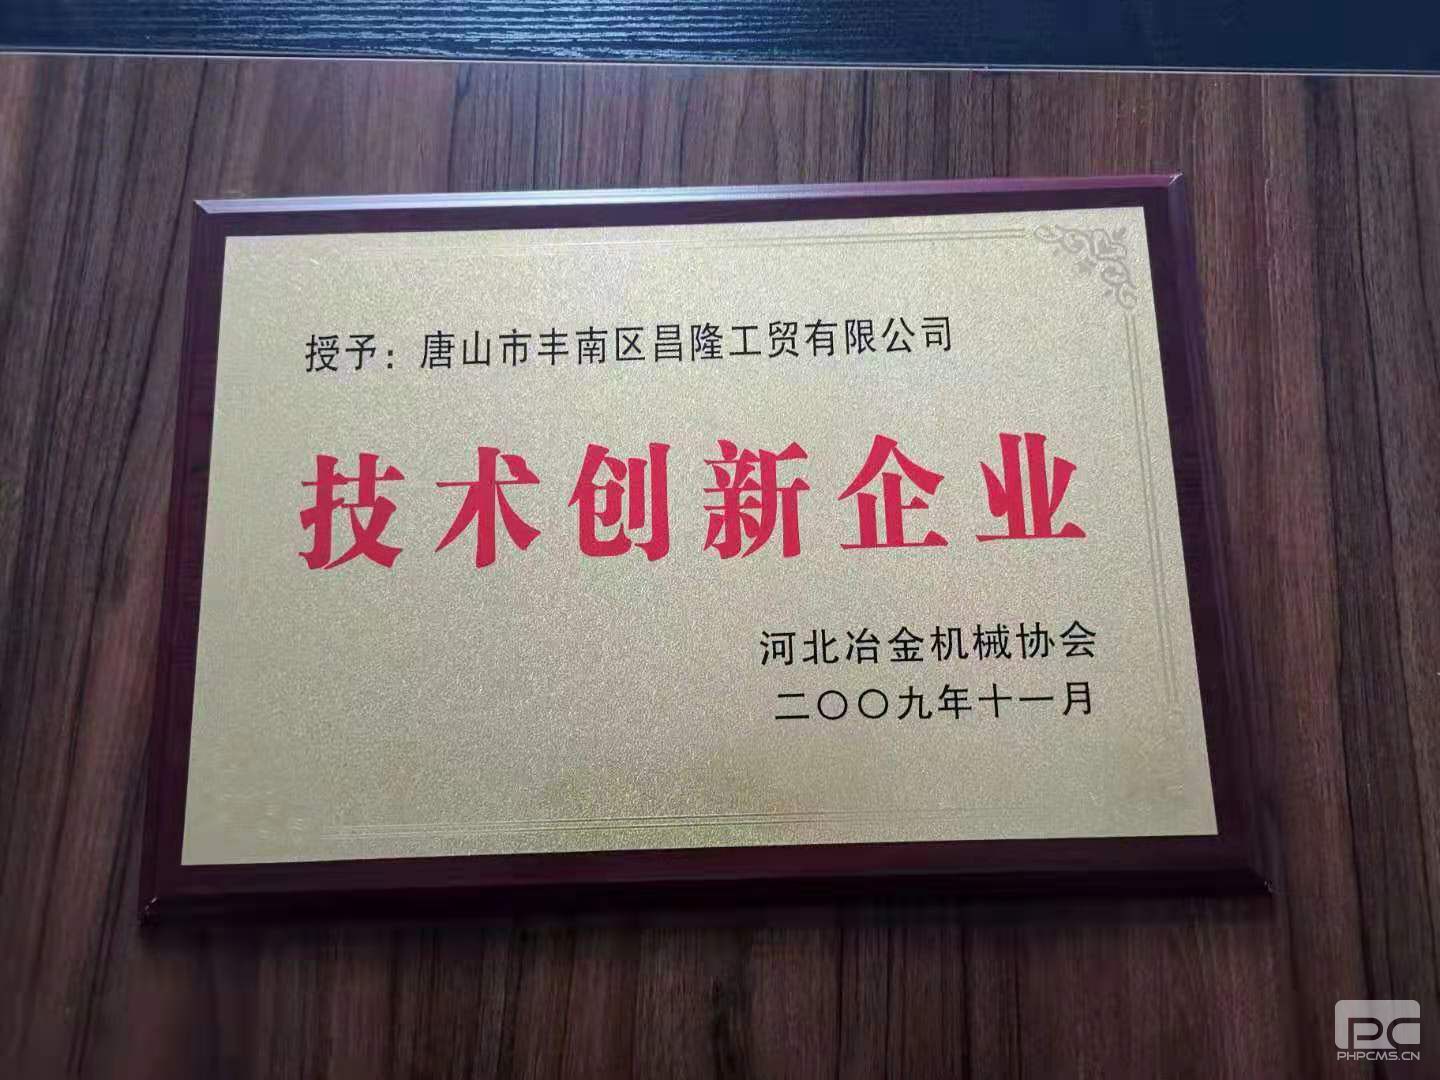 授予：唐山市丰南区昌隆工贸有限公司
技术创新企业
河北冶金机械协会
二〇〇九年十一月
PC
PHPCMS.CN